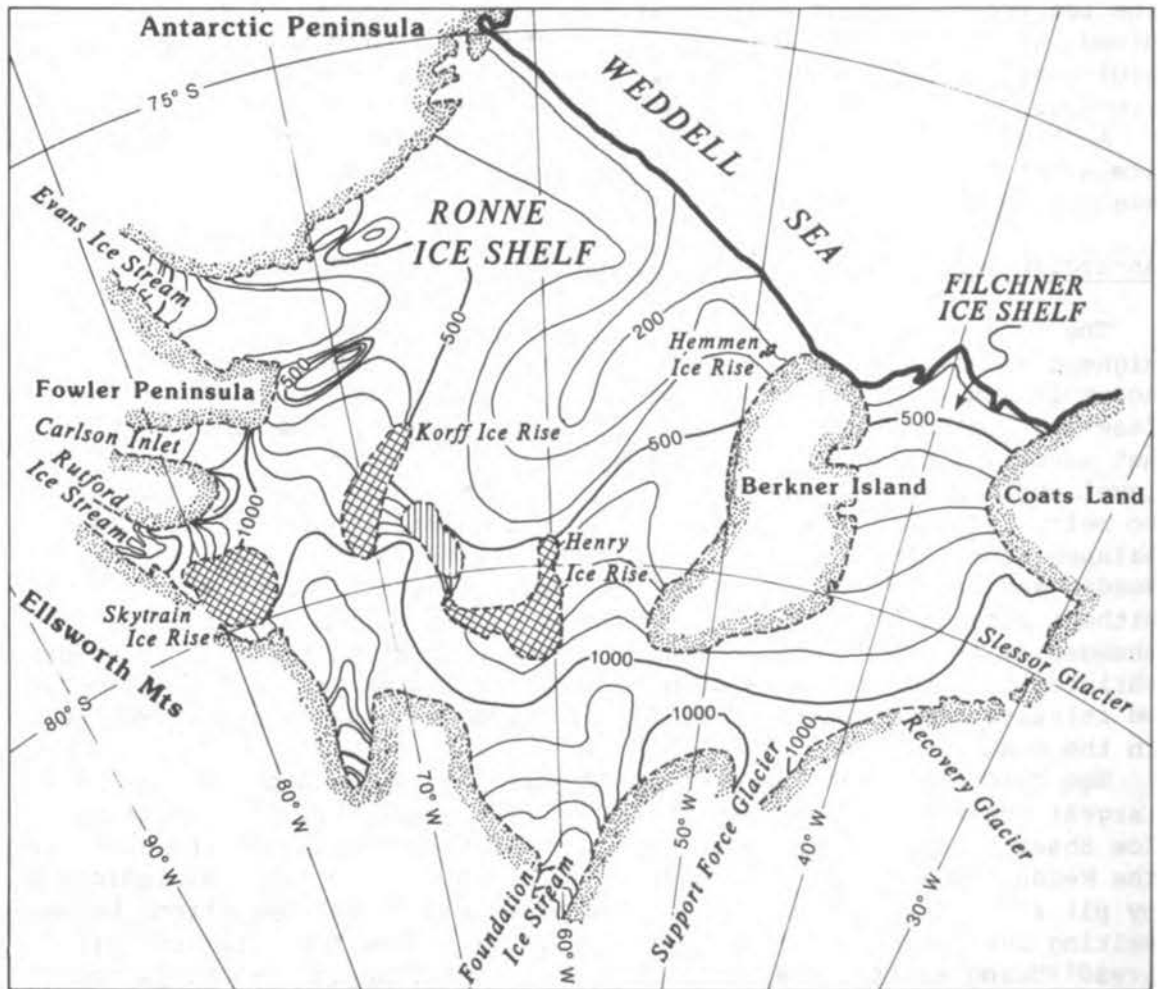 Antarctic Peninsula
75° S
WEDDELL
SEA
Evans Ice Stream
RONNE
ICE SHELF
FILCHNER
ICE SHELF
500
200
Hemmen
Ice Rise
500
Fowler Peninsula
Korff Ice Rise
500
500
Carlson Inlet
Rutford
Ice Stream
1000
Berkner Island
Coats Land
Henry
Ice Rise
Skytrain
Ice Rise
Ellsworth Mts
80° S
1000
1000
1000
Slessor Glacier
Recovery Glacier
Support Force Glacier
Foundation
Ice Stream
90° W
80° W
70° W
60° W
50° W
40° W
30° W